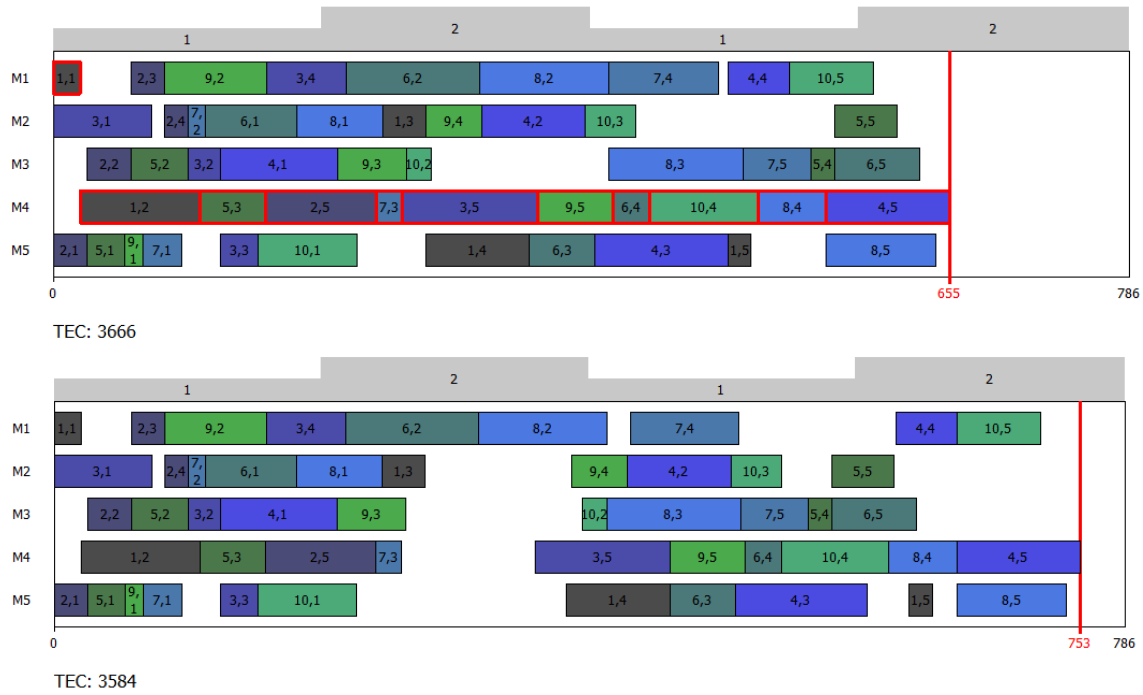 1 2 1 2
M1 1,1 2,3 9,2 3,4 6,2 8,2 7,4 4,4 10,5
M2 3,1 2,4 7,2 6,1 8,1 1,3 9,4 4,2 10,3 5,5
M3 2,2 5,2 3,2 4,1 9,3 10,2 8,3 7,5 5,4 6,5
M4 1,2 5,3 2,5 7,3 3,5 9,5 6,4 10,4 8,4 4,5
M5 2,1 5,1 9,1 7,1 3,3 10,1 1,4 6,3 4,3 1,5 8,5
0 655 786
TEC: 3666
1 2 1 2
M1 1,1 2,3 9,2 3,4 6,2 8,2 7,4 4,4 10,5
M2 3,1 2,4 7,2 6,1 8,1 1,3 9,4 4,2 10,3 5,5
M3 2,2 5,2 3,2 4,1 9,3 10,2 8,3 7,5 5,4 6,5
M4 1,2 5,3 2,5 7,3 3,5 9,5 6,4 10,4 8,4 4,5
M5 2,1 5,1 9,1 7,1 3,3 10,1 1,4 6,3 4,3 1,5 8,5
0 753 786
TEC: 3584